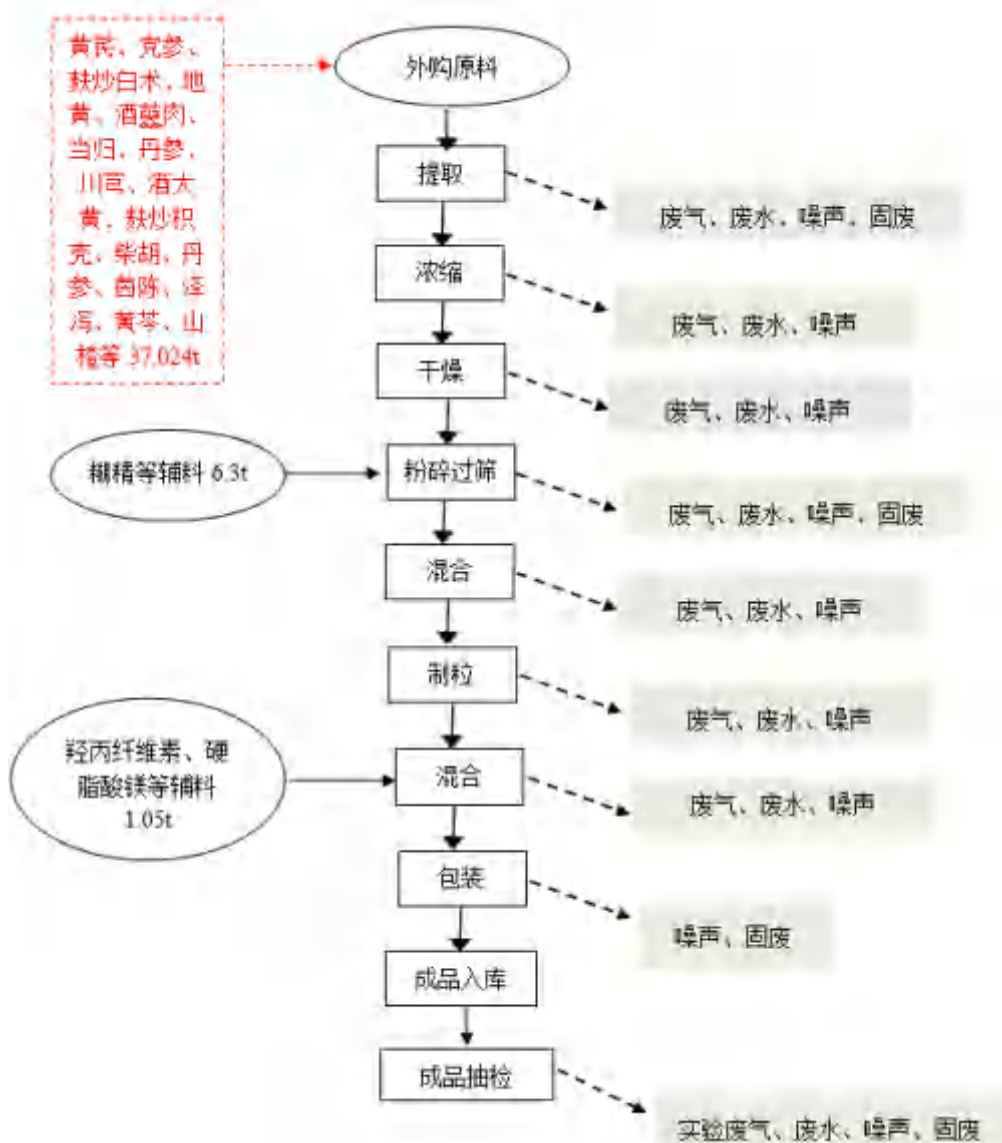 黄芪、党参、
麸炒白术，地
黄、酒萸肉、
当归，丹参，
川芎、酒大
黄、麸炒枳
壳，柴胡，丹
参、茵陈、泽
泻、黄芩、山
楂等 37.024t
外购原料
提取
废气、废水，噪声，固废
浓缩
废气、废水、噪声
干燥
废气、废水、噪声
糊精等辅料 6.3t
粉碎过筛
废气、废水、噪声，固废
混合
废气、废水、噪声
制粒
废气、废水、噪声
羟丙纤维素、硬
脂酸镁等辅料
1.05t
混合
废气、废水、噪声
包装
噪声、固废
成品入库
成品抽检
实验废气、废水、噪声、固废